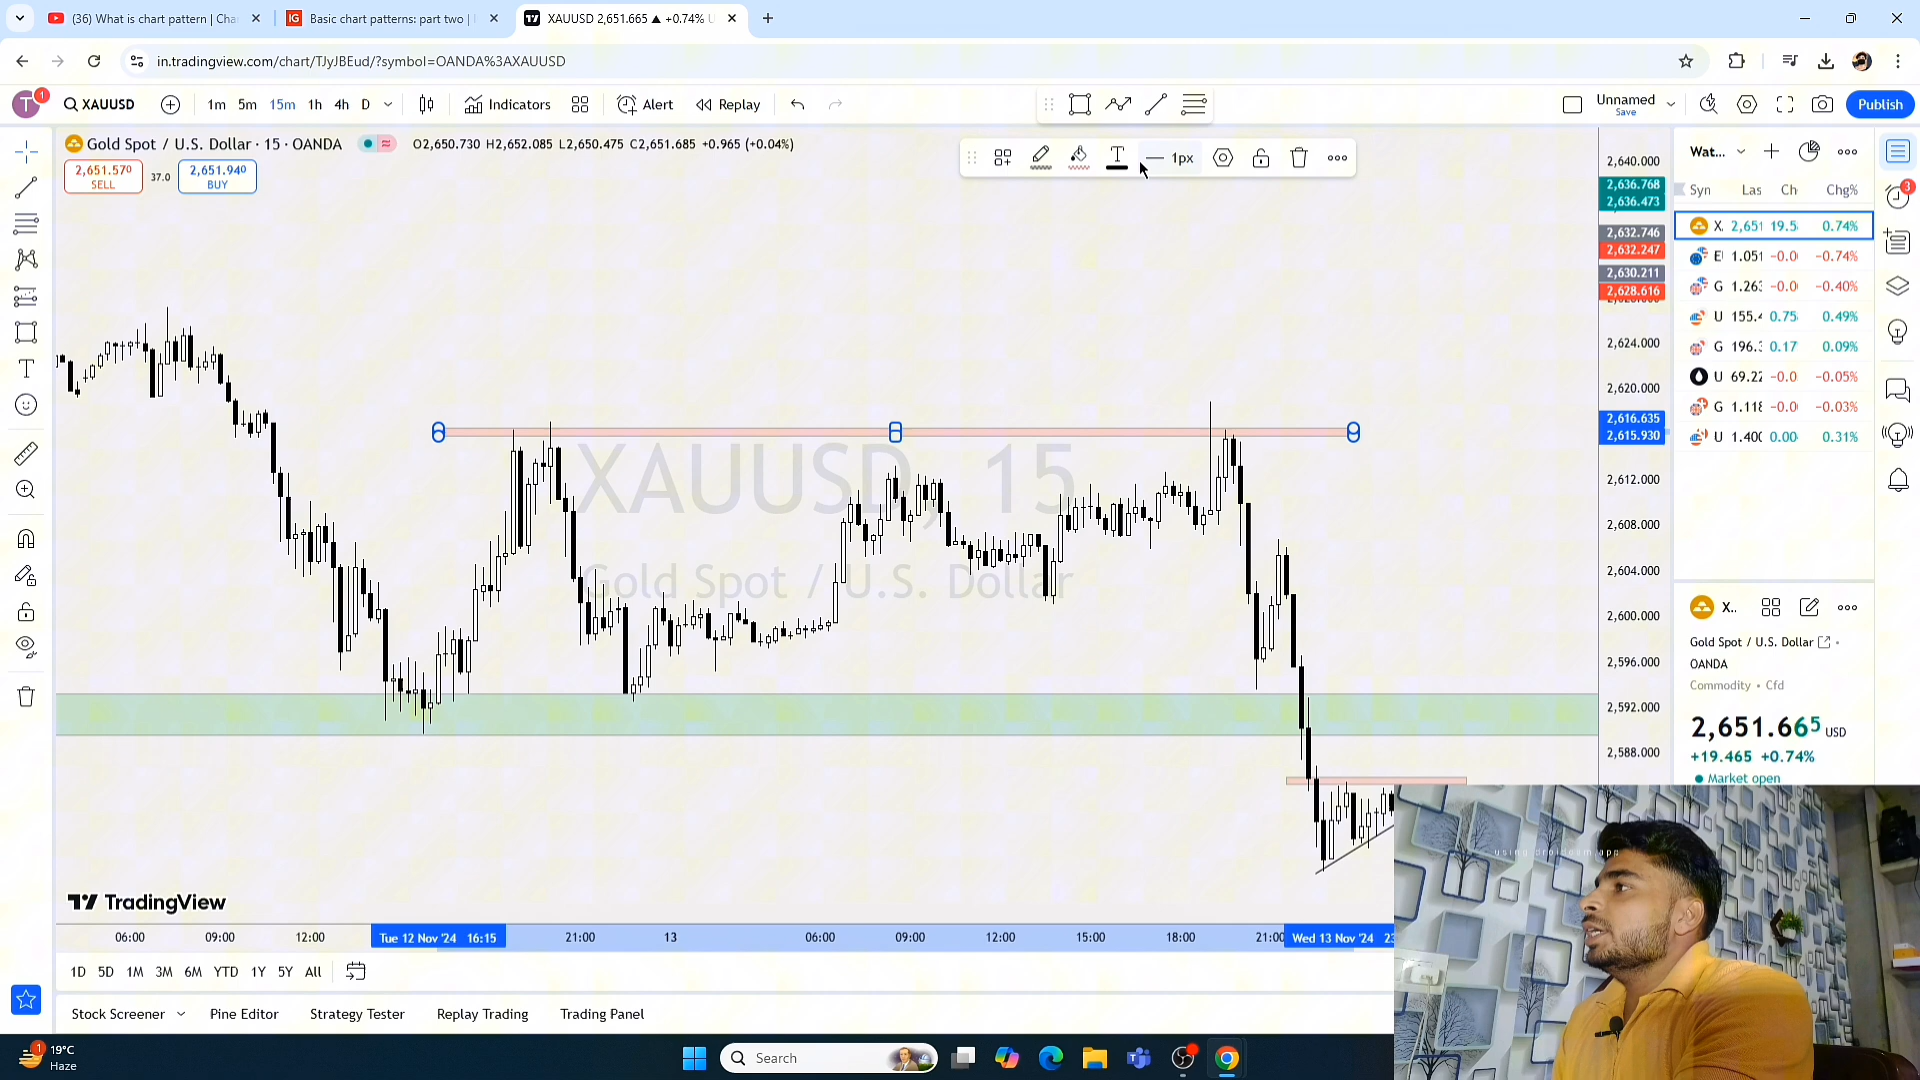 (36) What is chart pattern | Cha
Basic chart patterns: part two |
XAUUSD 2,651.665 ▲ +0.74% U
in.tradingview.com/chart/TJyJBEud/?symbol=OANDA%3AXAUUSD
T 1 XAUUSD 1m 5m 15m 1h 4h D Indicators Alert Replay Unnamed Save Publish
Gold Spot / U.S. Dollar · 15 · OANDA O2,650.730 H2,652.085 L2,650.475 C2,651.685 +0.965 (+0.04%)
2,651.570 SELL 37.0 2,651.940 BUY
1px
2,640.000
2,636.768
2,636.473
2,632.746
2,632.247
2,630.211
2,628.616
2,624.000
2,620.000
2,616.635
2,615.930
2,612.000
2,608.000
2,604.000
2,600.000
2,596.000
2,592.000
2,588.000
XAUUSD, 15
Gold Spot / U.S. Dollar
TradingView
06:00 09:00 12:00 Tue 12 Nov '24 16:15 21:00 13 06:00 09:00 12:00 15:00 18:00 21:00 Wed 13 Nov '24 23
1D 5D 1M 3M 6M YTD 1Y 5Y All
Stock Screener Pine Editor Strategy Tester Replay Trading Trading Panel
Wat...
Syn Las Ch Chg%
X. 2,651 19.5 0.74%
E 1.051 −0.0 −0.74%
G 1.263 −0.0 −0.40%
U 155.4 0.75 0.49%
G 196.3 0.17 0.09%
U 69.22 −0.0 −0.05%
G 1.118 −0.0 −0.03%
U 1.400 0.00 0.31%
3
X..
Gold Spot / U.S. Dollar
OANDA
Commodity • Cfd
2,651.665 USD
+19.465 +0.74%
Market open
using droidcam app
1 19°C
Haze
Search